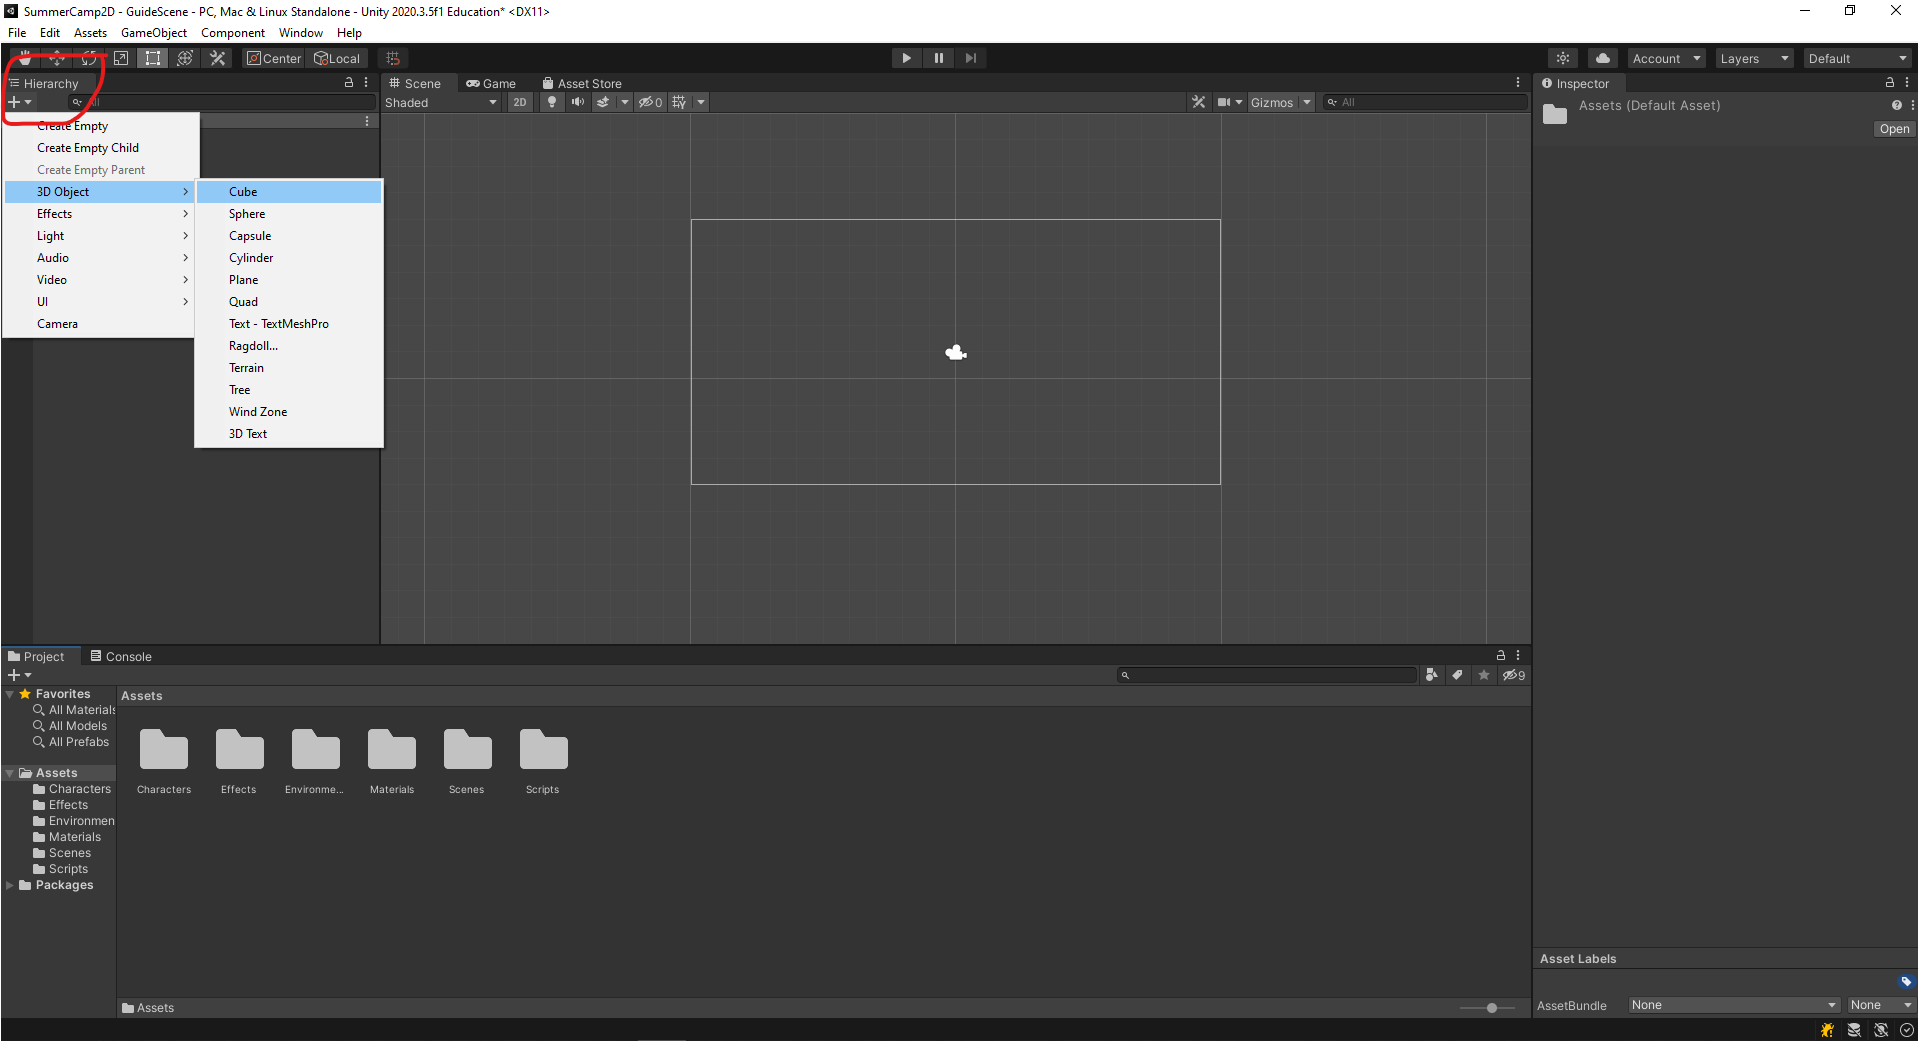 SummerCamp2D - GuideScene - PC, Mac & Linux Standalone - Unity 2020.3.5f1 Education* <DX11>
File Edit Assets GameObject Component Window Help
Center Local Account Layers Default
Hierarchy
All
Scene Game Asset Store
Shaded 2D 0 Gizmos All
Inspector
Assets (Default Asset)
Open
Create Empty
Create Empty Child
Create Empty Parent
3D Object
Effects
Light
Audio
Video
UI
Camera
Cube
Sphere
Capsule
Cylinder
Plane
Quad
Text - TextMeshPro
Ragdoll...
Terrain
Tree
Wind Zone
3D Text
Project Console
9
Favorites
All Materials
All Models
All Prefabs
Assets
Characters
Effects
Environmen
Materials
Scenes
Scripts
Packages
Assets
Characters Effects Environme... Materials Scenes Scripts
Assets
Asset Labels
AssetBundle None None